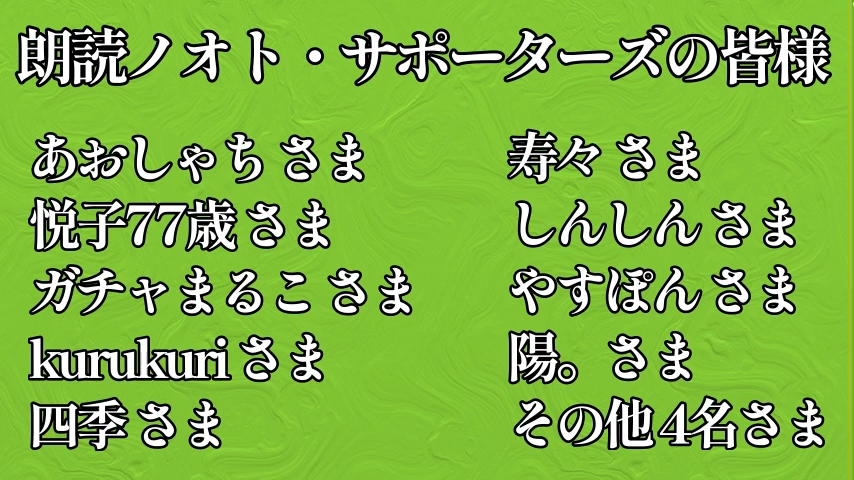 朗読ノオト・サポーターズの皆様
あおしゃち さま
悦子77歳 さま
ガチャまるこ さま
kurukuri さま
四季 さま
寿々 さま
しんしん さま
やすぽん さま
陽。 さま
その他 4名さま